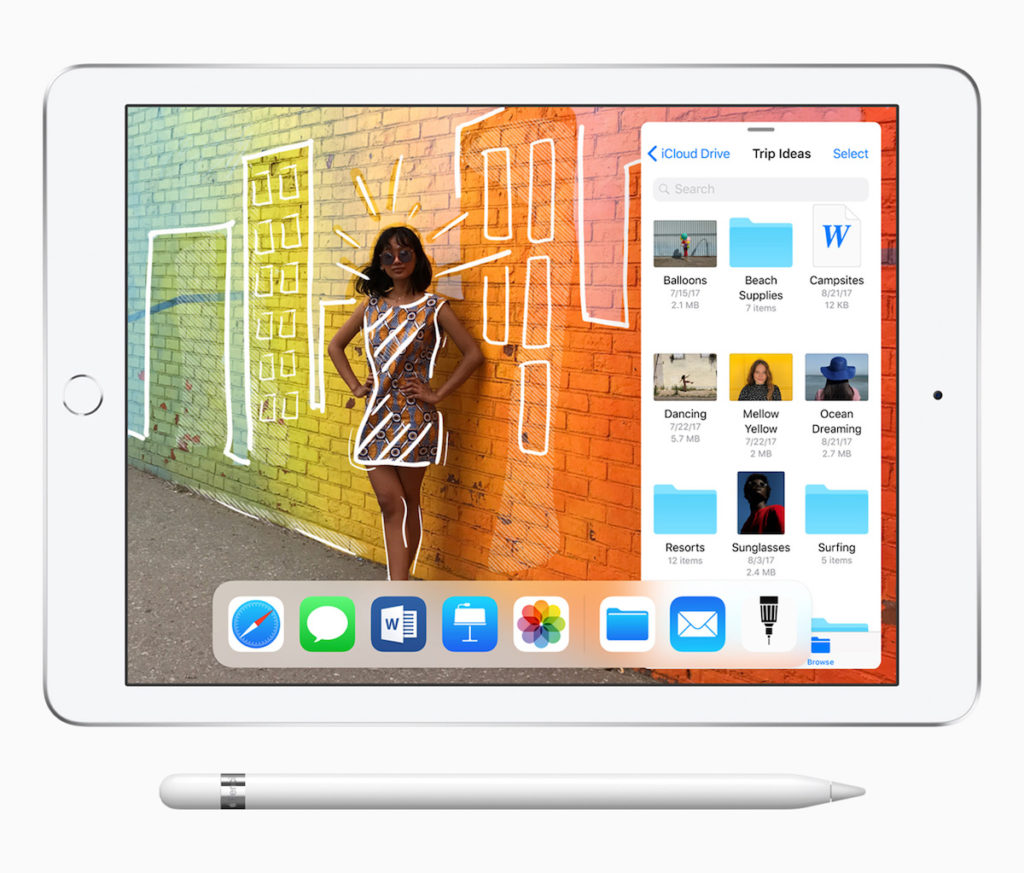 iCloud Drive Trip Ideas Select
Search
Balloons
7/15/17
2.1 MB
Beach
Supplies
7 items
W
Campsites
8/21/17
12 KB
Dancing
7/22/17
5.7 MB
Mellow
Yellow
7/22/17
2 MB
Ocean
Dreaming
8/21/17
2.7 MB
Resorts
12 items
Sunglasses
8/3/17
2.4 MB
Surfing
5 items
W
Browse